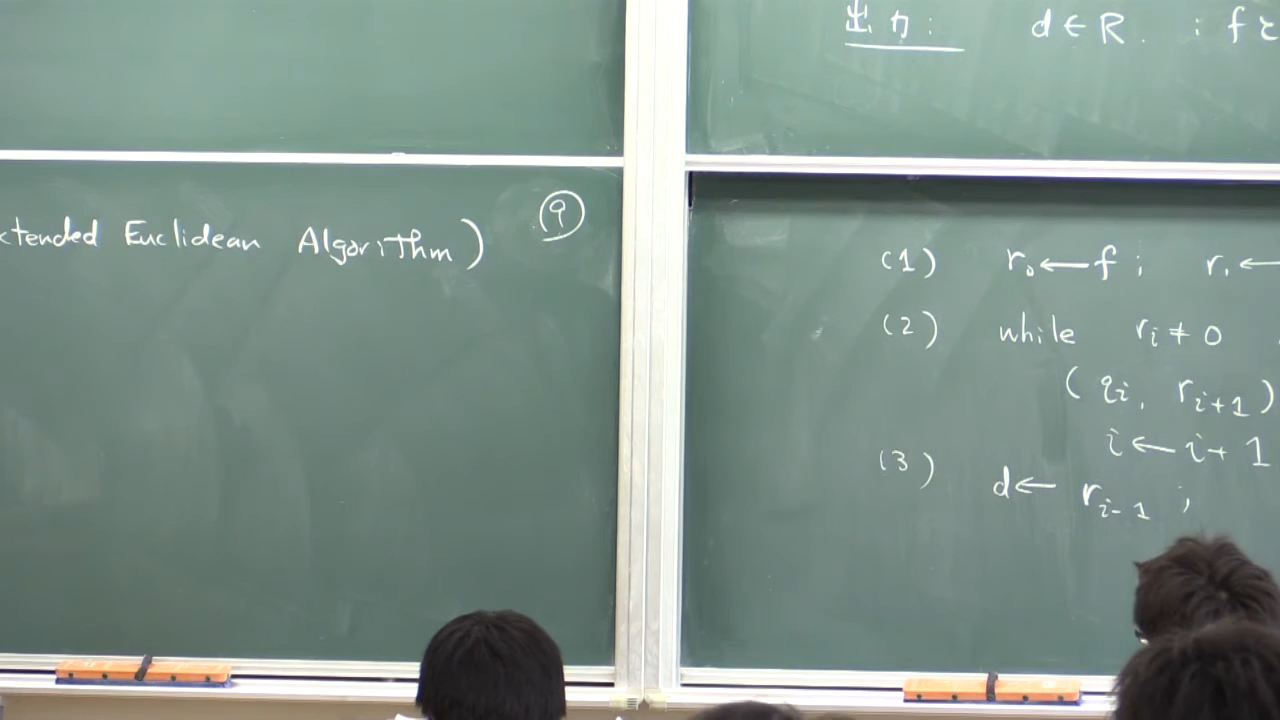 xtended Euclidean Algorithm) ⑨
出力: d ∈ R. ; f と
(1) r₀ ← f ; r₁ ←
(2) while rᵢ ≠ 0
( qᵢ, rᵢ₊₁ )
i ← i + 1
(3) d ← rᵢ₋₁ ;